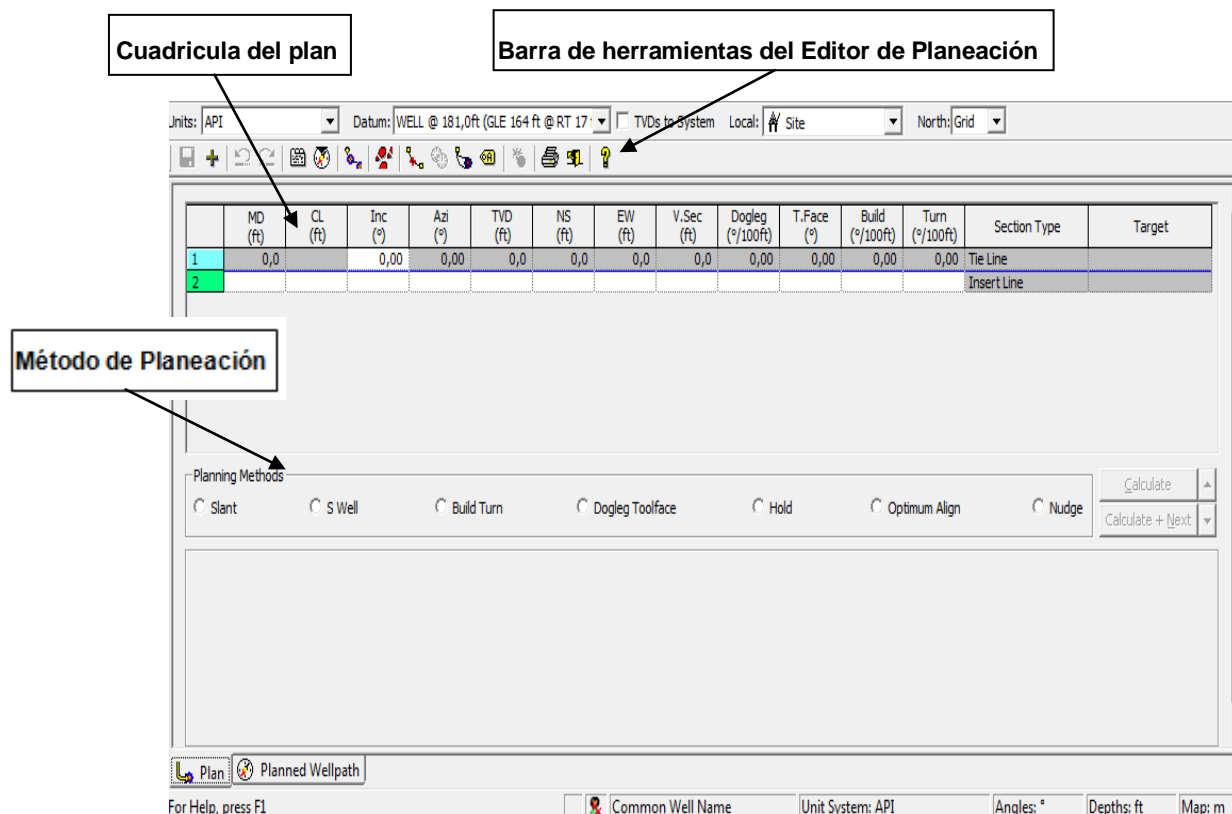 Cuadricula del plan
Barra de herramientas del Editor de Planeación
Units: API Datum: WELL @ 181,0ft (GLE 164 ft @ RT 17 TVDs to System Local: Site North: Grid
MD (ft) CL (ft) Inc (°) Azi (°) TVD (ft) NS (ft) EW (ft) V.Sec (ft) Dogleg (°/100ft) T.Face (°) Build (°/100ft) Turn (°/100ft) Section Type Target
1 0,0 0,00 0,00 0,0 0,0 0,0 0,0 0,00 0,00 0,00 0,00 Tie Line
2 Insert Line
Método de Planeación
Planning Methods
Slant S Well Build Turn Dogleg Toolface Hold Optimum Align Nudge
Calculate
Calculate + Next
Plan Planned Wellpath
For Help, press F1 Common Well Name Unit System: API Angles: ° Depths: ft Map: m